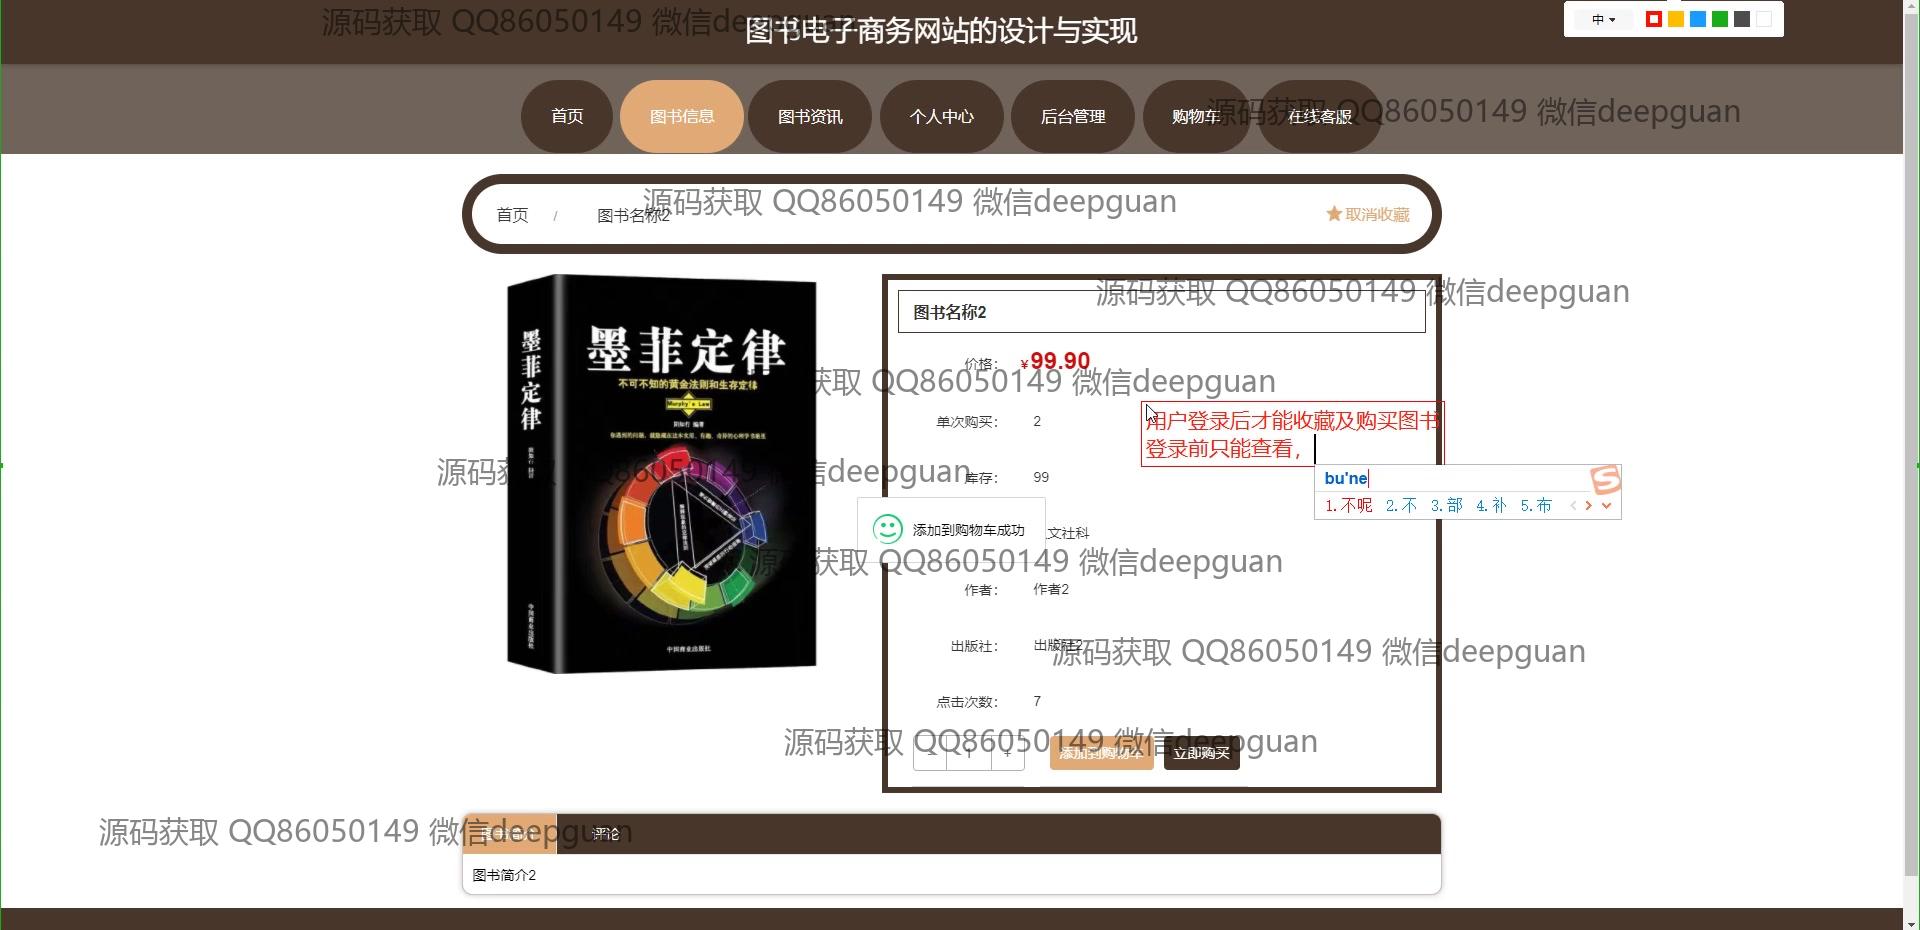 源码获取 QQ86050149 微信deepguan
图书电子商务网站的设计与实现
中
首页
图书信息
图书资讯
个人中心
后台管理
购物车
在线客服
源码获取 QQ86050149 微信deepguan
首页 / 图书名称2
源码获取 QQ86050149 微信deepguan
取消收藏
墨菲定律
墨菲定律
不可不知的黄金法则和生存定律
Murphy's Law
中国商业出版社
中国商业出版社
源码获取 QQ86050149 微信deepguan
图书名称2
价格： ¥99.90
获取 QQ86050149 微信deepguan
单次购买： 2
用户登录后才能收藏及购买图书
登录前只能查看，
bu'ne
1.不呢 2.不 3.部 4.补 5.布
源码获取 QQ86050149 微信deepguan
库存： 99
添加到购物车成功
文社科
源码获取 QQ86050149 微信deepguan
作者： 作者2
出版社： 出版社2
源码获取 QQ86050149 微信deepguan
点击次数： 7
源码获取 QQ86050149 微信deepguan
− 1 +
添加到购物车
立即购买
源码获取 QQ86050149 微信deepguan
图书简介
评论
图书简介2